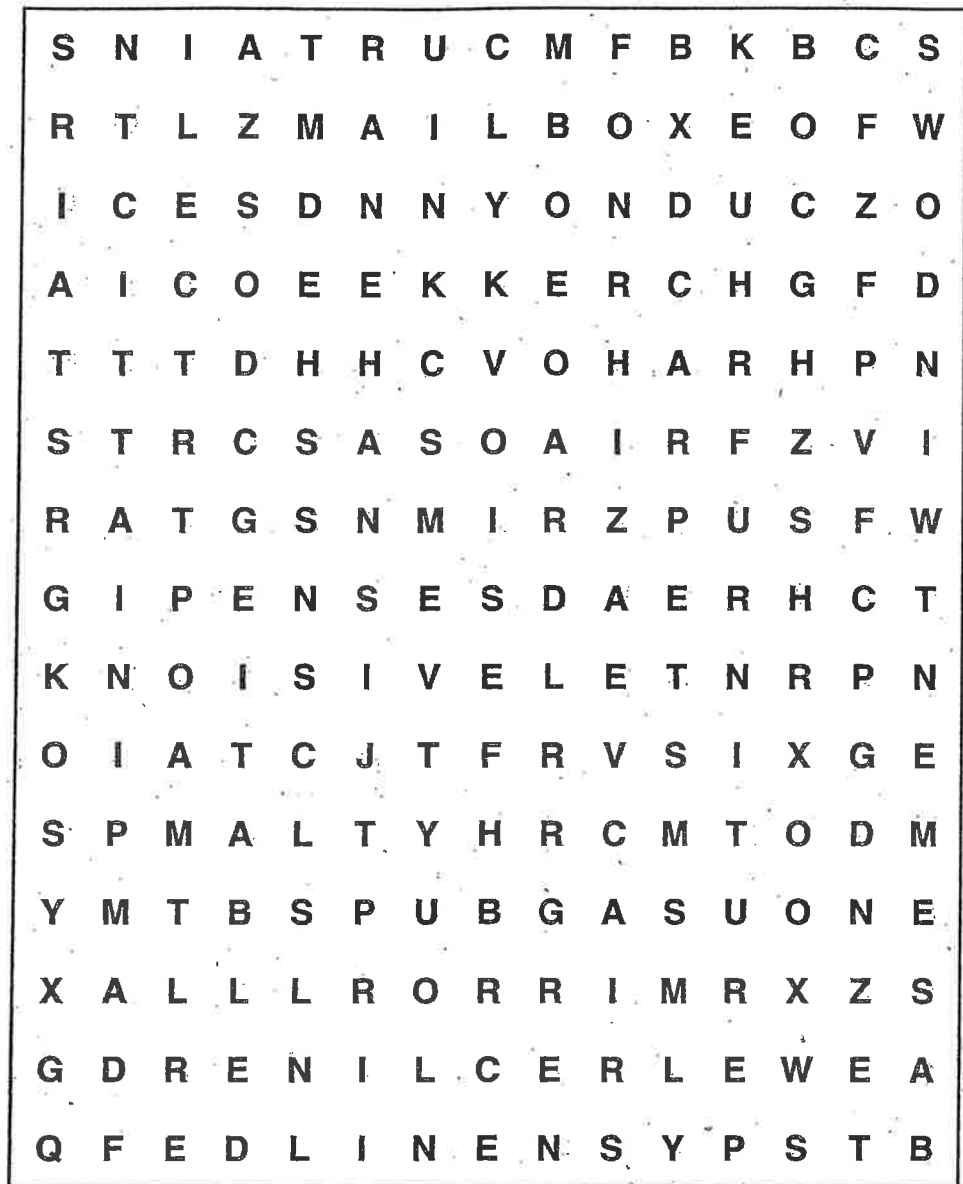 S N I A T R U C M F B K B C S
R T L Z M A I L B O X E O F W
I C E S D N N Y O N D U C Z O
A I C O E E K K E R C H G F D
T T T D H H C V O H A R H P N
S T R C S A S O A I R F Z V I
R A T G S N M I R Z P U S F W
G I P E N S E S D A E R H C T
K N O I S I V E L E T N R P N
O I A T C J T F R V S I X G E
S P M A L T Y H R C M T O D M
Y M T B S P U B G A S U O N E
X A L L L R O R R I M R X Z S
G D R E N I L C E R L E W E A
Q F E D L I N E N S Y P S T B